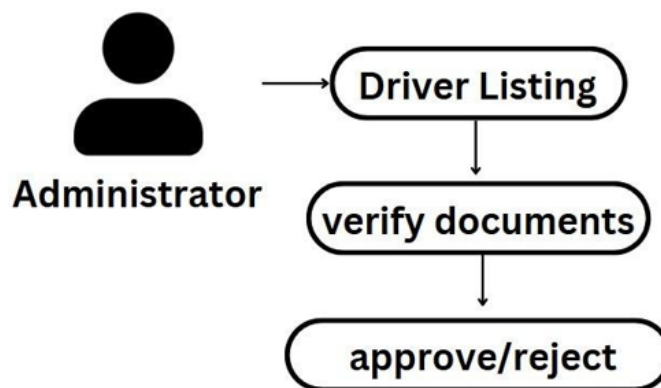 Driver Listing
Administrator
verify documents
approve/reject